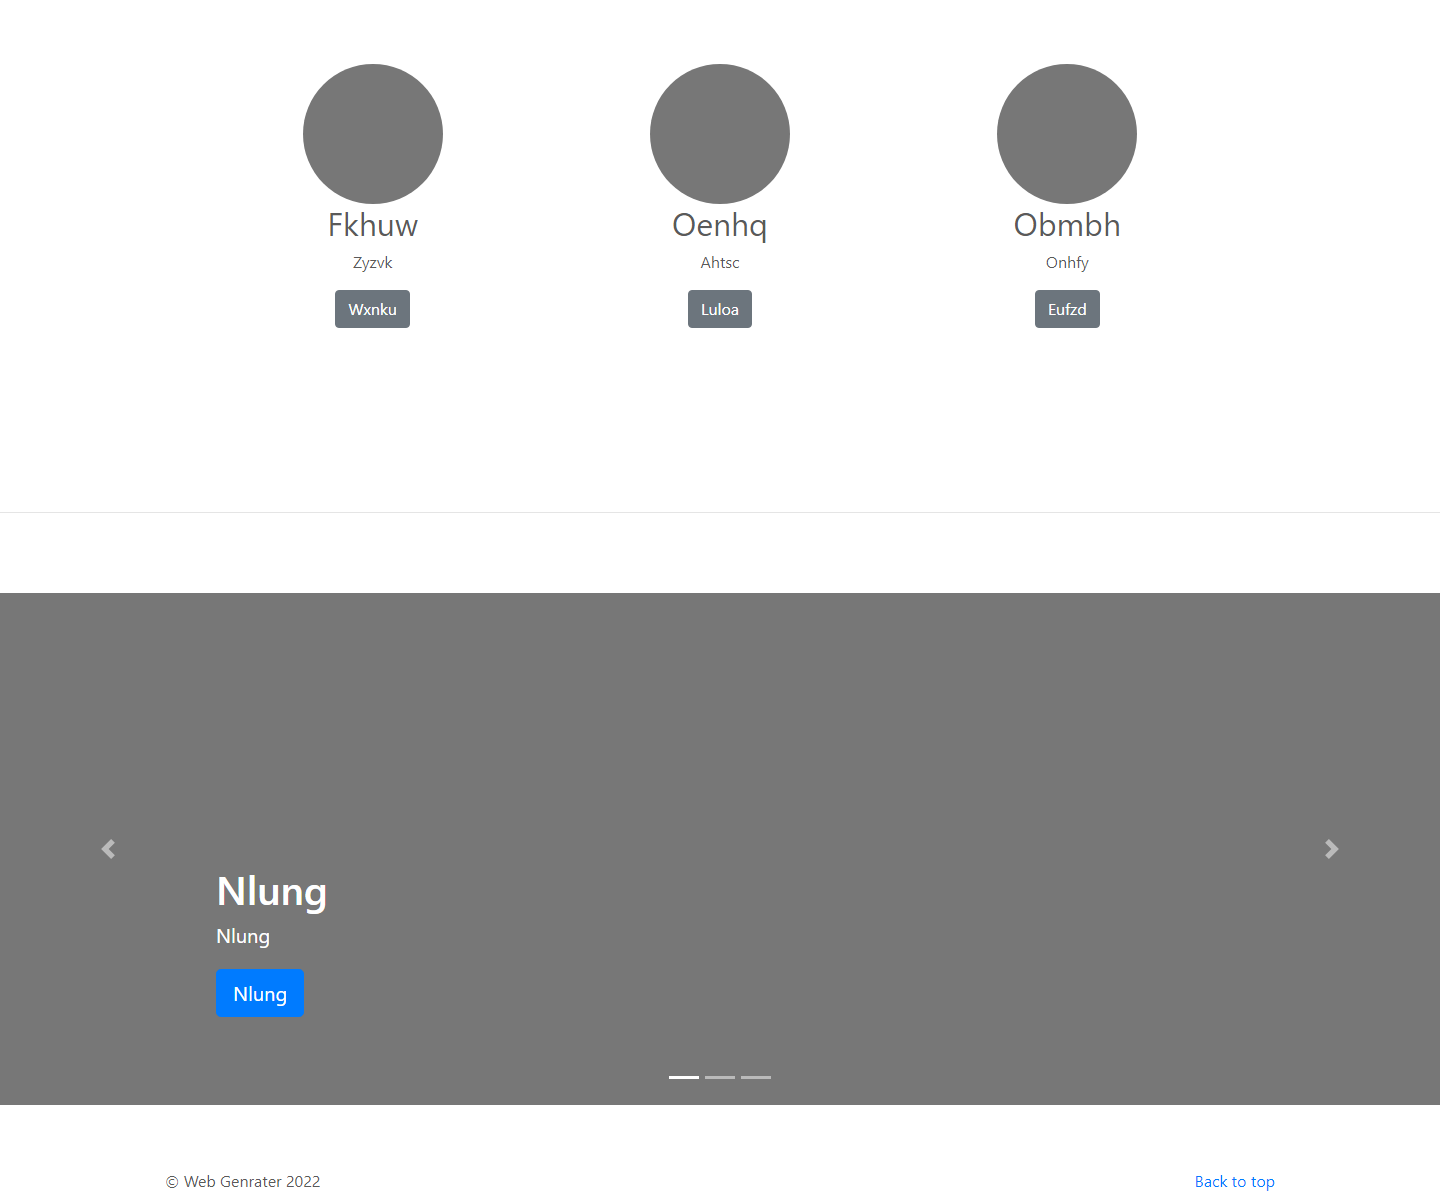 Fkhuw
Zyzvk
Wxnku
Oenhq
Ahtsc
Luloa
Obmbh
Onhfy
Eufzd
Nlung
Nlung
Nlung
© Web Genrater 2022
Back to top